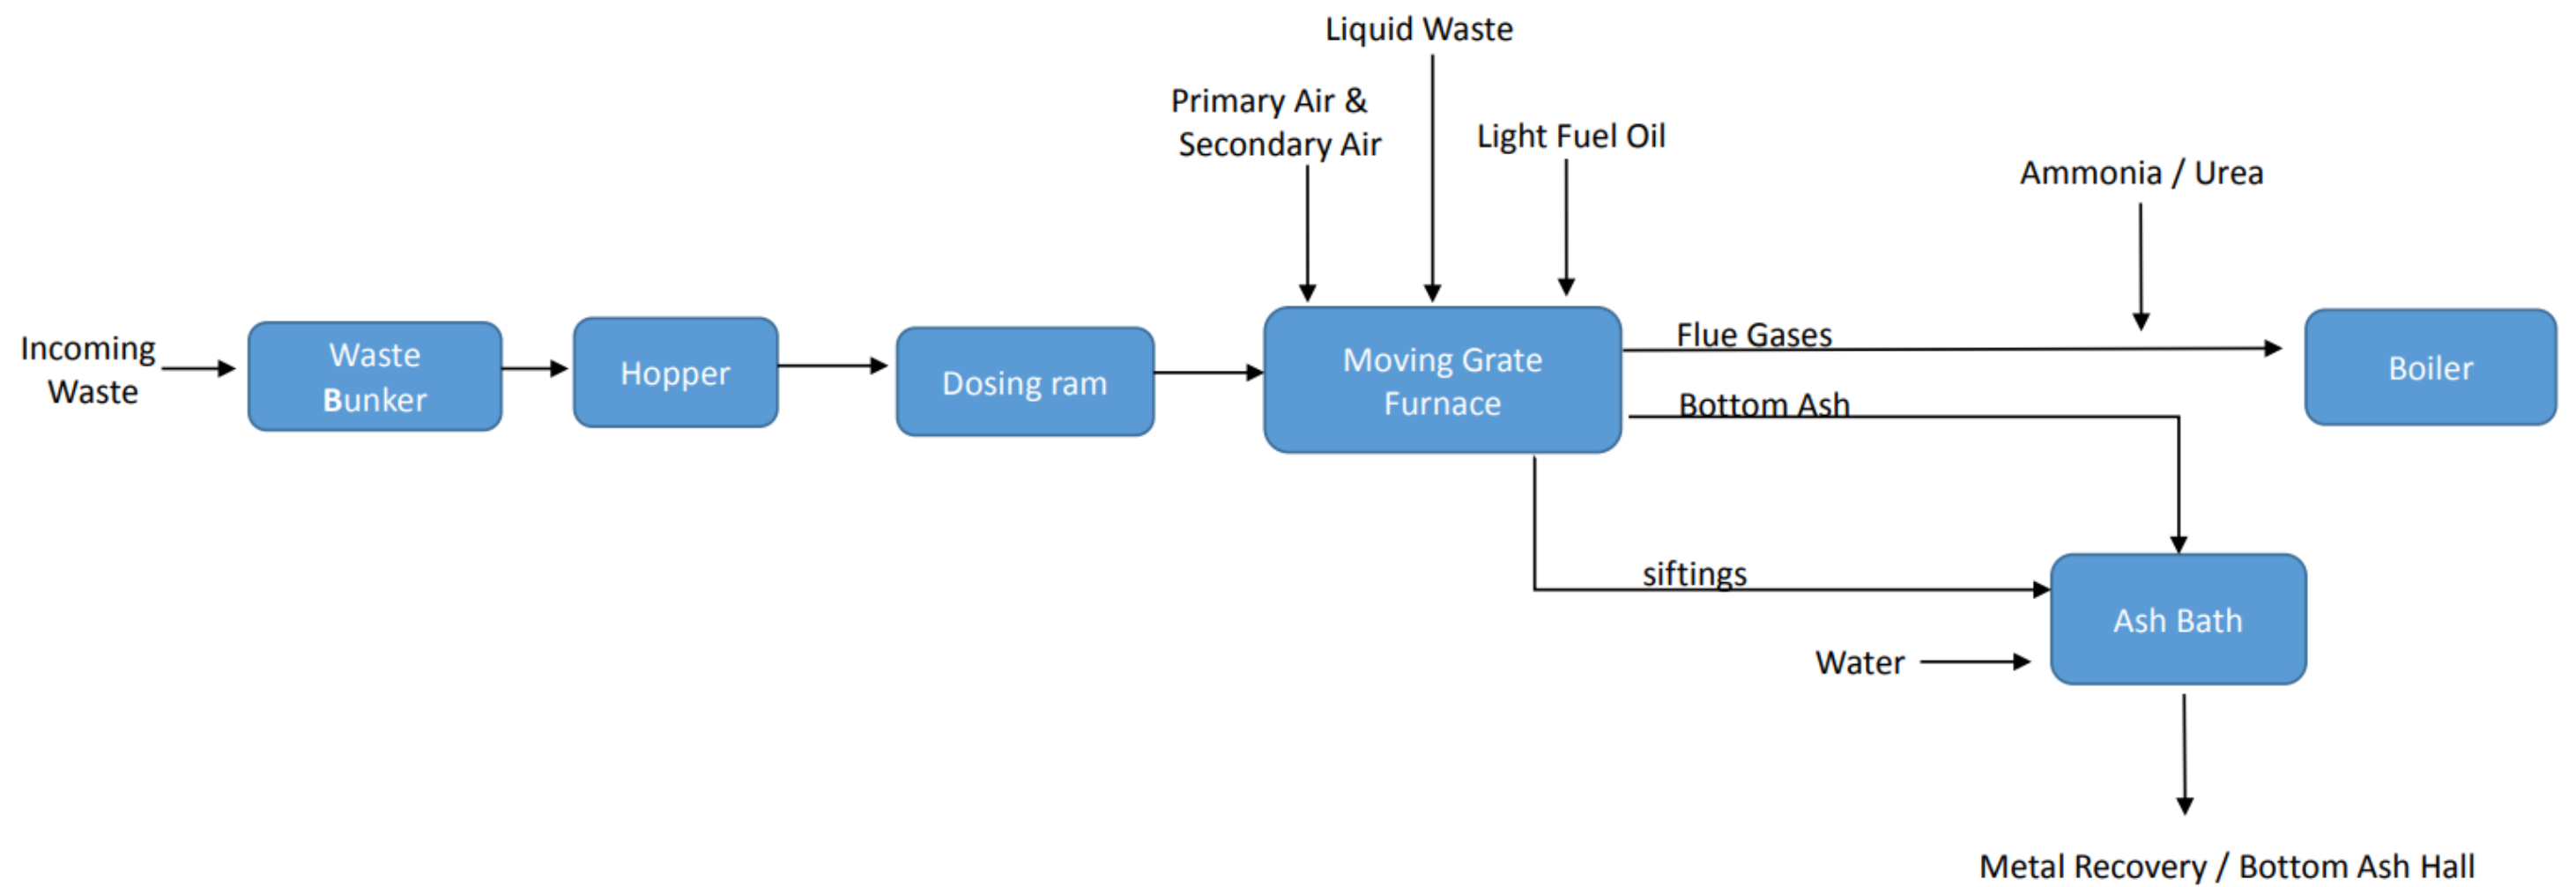 Liquid Waste
Primary Air &
Secondary Air
Light Fuel Oil
Ammonia / Urea
Incoming
Waste
Waste
Bunker
Hopper
Dosing ram
Moving Grate
Furnace
Flue Gases
Boiler
Bottom Ash
siftings
Ash Bath
Water
Metal Recovery / Bottom Ash Hall